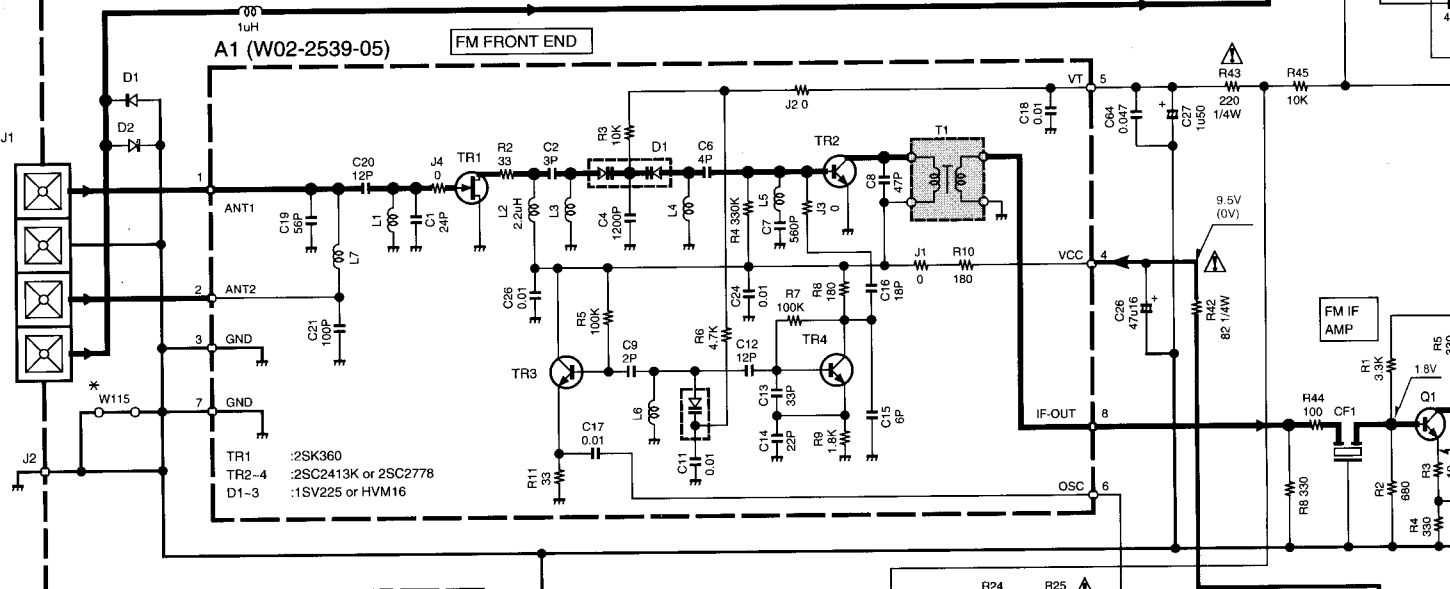 1uH
A1 (W02-2539-05)
FM FRONT END
D1
D2
J1
VT
5
R43
220
1/4W
R45
10K
J2 0
C18
0.01
C64
0.047
+
C27
1u50
R3
10K
D1
TR2
T1
C20
12P
J4
0
TR1
R2
33
C2
3P
C6
4P
1
ANT1
C19
56P
L1
C1
24P
L2
2.2uH
L3
C4
1200P
L4
R4 330K
L5
C7
560P
J3
0
C8
47P
9.5V
(0V)
L7
VCC
4
J1
0
R10
180
2
ANT2
C21
100P
C26
0.01
R5
100K
R6
4.7K
C24
0.01
R7
100K
R8
180
C16
18P
C26
47u16
+
R42
82 1/4W
FM IF
AMP
3
GND
TR3
C9
2P
C12
12P
TR4
R1
3.3K
R5
1.8V
*
W115
7
GND
L6
C13
33P
C15
6P
IF-OUT
8
R44
100
CF1
Q1
J2
C17
0.01
C14
22P
R9
1.8K
C11
0.01
R11
33
TR1 :2SK360
TR2~4 :2SC2413K or 2SC2778
D1~3 :1SV225 or HVM16
OSC
6
R8 330
R2
680
R3
R4
330
R24
R25